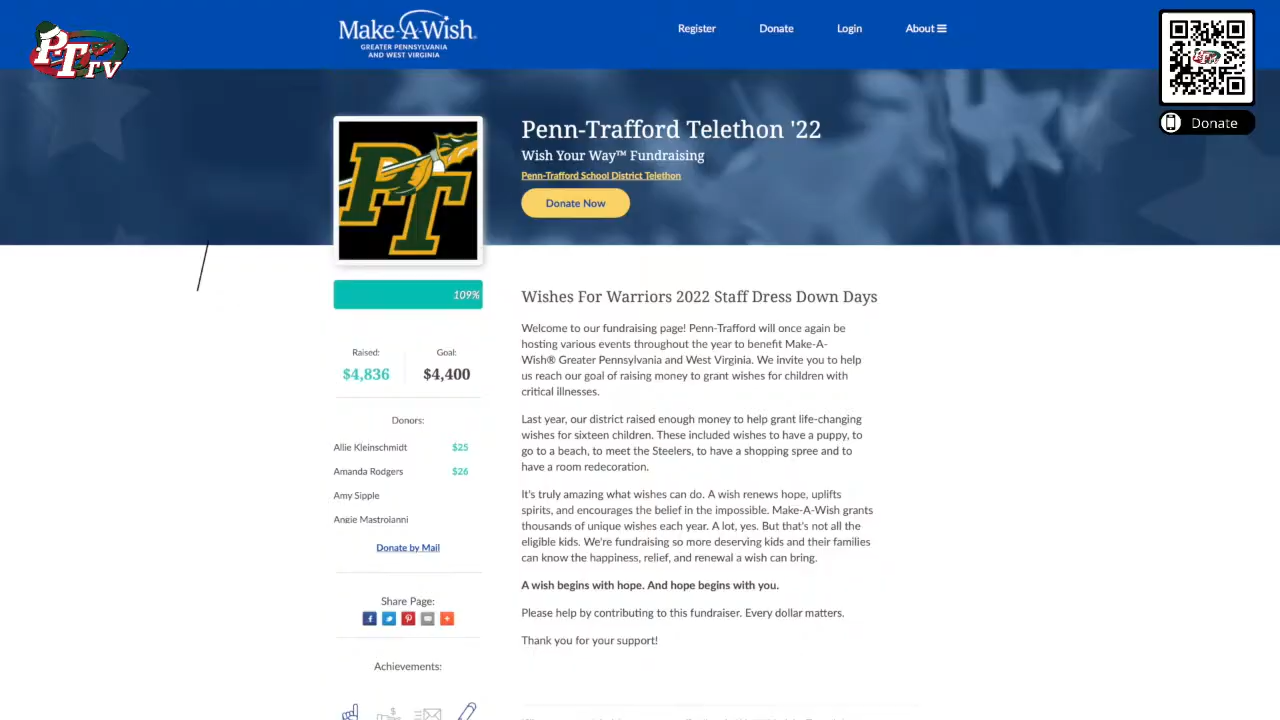 PT TV
Make-A-Wish.
GREATER PENNSYLVANIA
AND WEST VIRGINIA
Register
Donate
Login
About
Donate
PT
Penn-Trafford Telethon '22
Wish Your Way™ Fundraising
Penn-Trafford School District Telethon
Donate Now
109%
Raised:
Goal:
$4,836
$4,400
Donors:
Allie Kleinschmidt $25
Amanda Rodgers $26
Amy Sipple
Angie Mastroianni
Donate by Mail
Share Page:
Achievements:
Wishes For Warriors 2022 Staff Dress Down Days
Welcome to our fundraising page! Penn-Trafford will once again be
hosting various events throughout the year to benefit Make-A-
Wish® Greater Pennsylvania and West Virginia. We invite you to help
us reach our goal of raising money to grant wishes for children with
critical illnesses.
Last year, our district raised enough money to help grant life-changing
wishes for sixteen children. These included wishes to have a puppy, to
go to a beach, to meet the Steelers, to have a shopping spree and to
have a room redecoration.
It's truly amazing what wishes can do. A wish renews hope, uplifts
spirits, and encourages the belief in the impossible. Make-A-Wish grants
thousands of unique wishes each year. A lot, yes. But that's not all the
eligible kids. We're fundraising so more deserving kids and their families
can know the happiness, relief, and renewal a wish can bring.
A wish begins with hope. And hope begins with you.
Please help by contributing to this fundraiser. Every dollar matters.
Thank you for your support!